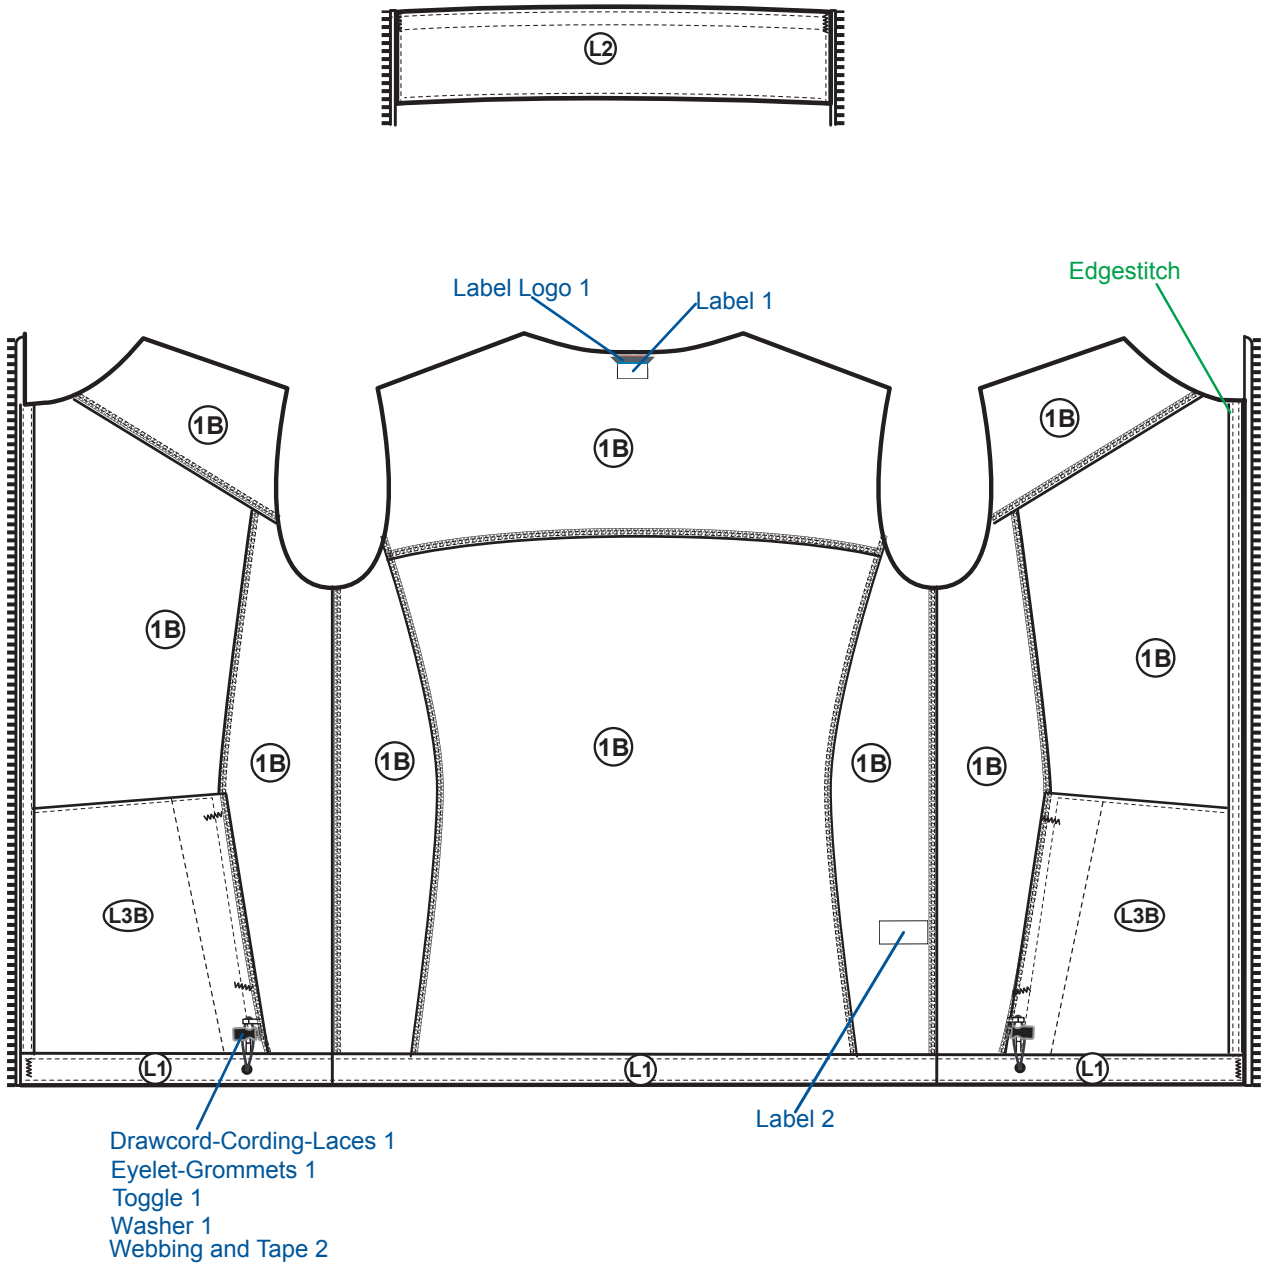 L2
Label Logo 1
Label 1
Edgestitch
1B
1B
1B
1B
1B
1B
1B
1B
1B
1B
L3B
L3B
L1
L1
L1
Label 2
Drawcord-Cording-Laces 1
Eyelet-Grommets 1
Toggle 1
Washer 1
Webbing and Tape 2